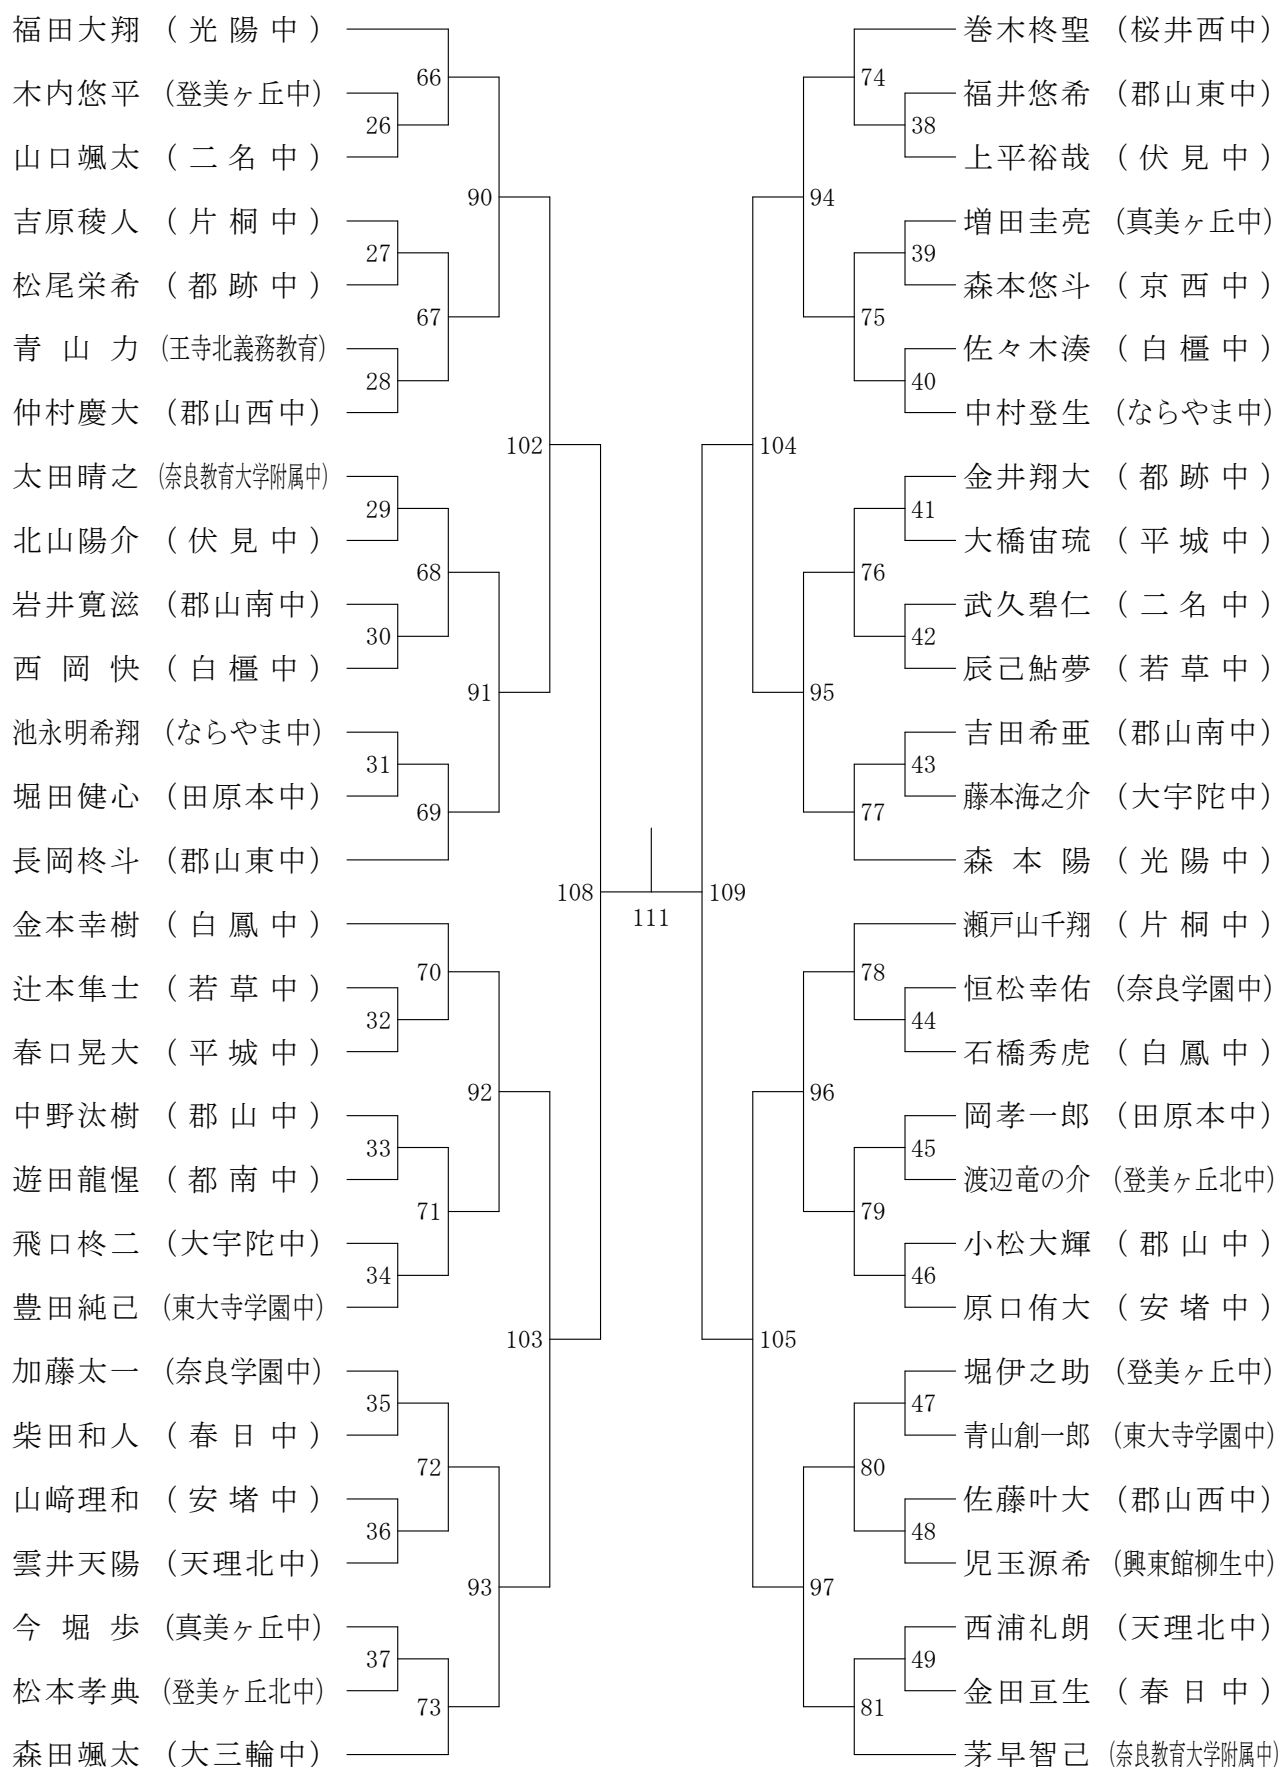 福田大翔 (光陽中)
66
木内悠平 (登美ヶ丘中)
26
山口颯太 (二名中)
90
吉原稜人 (片桐中)
27
松尾栄希 (都跡中)
67
青山力 (王寺北義務教育)
28
仲村慶大 (郡山西中)
102
太田晴之 (奈良教育大学附属中)
29
北山陽介 (伏見中)
68
岩井寛滋 (郡山南中)
30
西岡快 (白橿中)
91
池永明希翔 (ならやま中)
31
堀田健心 (田原本中)
69
長岡柊斗 (郡山東中)
108
金本幸樹 (白鳳中)
70
辻本隼士 (若草中)
32
春口晃大 (平城中)
92
中野汰樹 (郡山中)
33
遊田龍惺 (都南中)
71
飛口柊二 (大宇陀中)
34
豊田純己 (東大寺学園中)
103
加藤太一 (奈良学園中)
35
柴田和人 (春日中)
72
山﨑理和 (安堵中)
36
雲井天陽 (天理北中)
93
今堀歩 (真美ヶ丘中)
37
松本孝典 (登美ヶ丘北中)
73
森田颯太 (大三輪中)
111
巻木柊聖 (桜井西中)
74
福井悠希 (郡山東中)
38
上平裕哉 (伏見中)
94
増田圭亮 (真美ヶ丘中)
39
森本悠斗 (京西中)
75
佐々木湊 (白橿中)
40
中村登生 (ならやま中)
104
金井翔大 (都跡中)
41
大橋宙琉 (平城中)
76
武久碧仁 (二名中)
42
辰己鮎夢 (若草中)
95
吉田希亜 (郡山南中)
43
藤本海之介 (大宇陀中)
77
森本陽 (光陽中)
109
瀬戸山千翔 (片桐中)
78
恒松幸佑 (奈良学園中)
44
石橋秀虎 (白鳳中)
96
岡孝一郎 (田原本中)
45
渡辺竜の介 (登美ヶ丘北中)
79
小松大輝 (郡山中)
46
原口侑大 (安堵中)
105
堀伊之助 (登美ヶ丘中)
47
青山創一郎 (東大寺学園中)
80
佐藤叶大 (郡山西中)
48
児玉源希 (興東館柳生中)
97
西浦礼朗 (天理北中)
49
金田亘生 (春日中)
81
茅早智己 (奈良教育大学附属中)